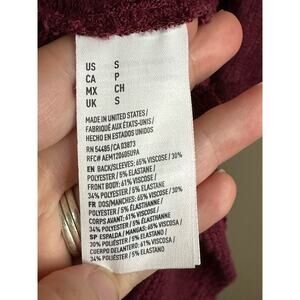 US S
CA P
MX CH
UK S
MADE IN UNITED STATES /
FABRIQUÉ AUX ÉTATS-UNIS /
HECHO EN ESTADOS UNIDOS
RN 54485/CA 03873
RFC# AEM120605U9A
EN BACK/SLEEVES: 65% VISCOSE / 30%
POLYESTER / 5% ELASTANE
FRONT BODY: 61% VISCOSE /
34% POLYESTER / 5% ELASTANE
FR DOS/MANCHES: 65% VISCOSE / 30%
POLYESTER / 5% ÉLASTHANNE
CORPS AVANT: 61% VISCOSE /
34% POLYESTER / 5% ÉLASTHANNE
SP ESPALDA/ MANGAS: 65% VISCOSA /
30% POLIÉSTER / 5% ELASTANO
CUERPO DELANTERO: 61% VISCOSA /
34% POLIÉSTER / 5% ELASTANO